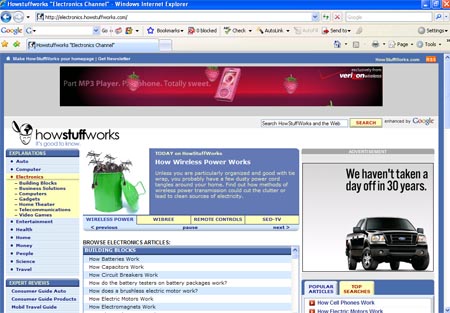 Howstuffworks "Electronics Channel" - Windows Internet Explorer
http://electronics.howstuffworks.com/
Google
Google
Go
Bookmarks
0 blocked
Check
AutoLink
AutoFill
Send to
Settings
Howstuffworks "Electronics Channel"
Page
Tools
Make HowStuffWorks your homepage | Get Newsletter
HowStuffWorks.com
RSS
Part MP3 Player. Part phone. Totally sweet.
exclusively from
verizonwireless
howstuffworks
it's good to know.
Search HowStuffWorks and the Web
SEARCH
enhanced by Google
EXPLORATIONS
Auto
Computer
Electronics
Building Blocks
Business Solutions
Computers
Gadgets
Home Theater
Telecommunications
Video Games
Entertainment
Health
Home
Money
People
Science
Travel
EXPERT REVIEWS
Consumer Guide Auto
Consumer Guide Products
Mobil Travel Guide
TODAY on HowStuffWorks
How Wireless Power Works
Unless you are particularly organized and good with tie
wrap, you probably have a few dusty power cord
tangles around your home. Find out how methods of
wireless power transmission could cut the clutter or
lead to clean sources of electricity.
WIRELESS POWER
WIBREE
REMOTE CONTROLS
SED-TV
< previous
pause
next >
BROWSE ELECTRONICS ARTICLES:
BUILDING BLOCKS
How Batteries Work
How Capacitors Work
How Circuit Breakers Work
How do the battery testers on battery packages work?
How does a brushless electric motor work?
How Electric Motors Work
How Electromagnets Work
ADVERTISEMENT
We haven't taken a
day off in 30 years.
POPULAR
ARTICLES
TOP
SEARCHES
How Cell Phones Work
How Electric Motors Work